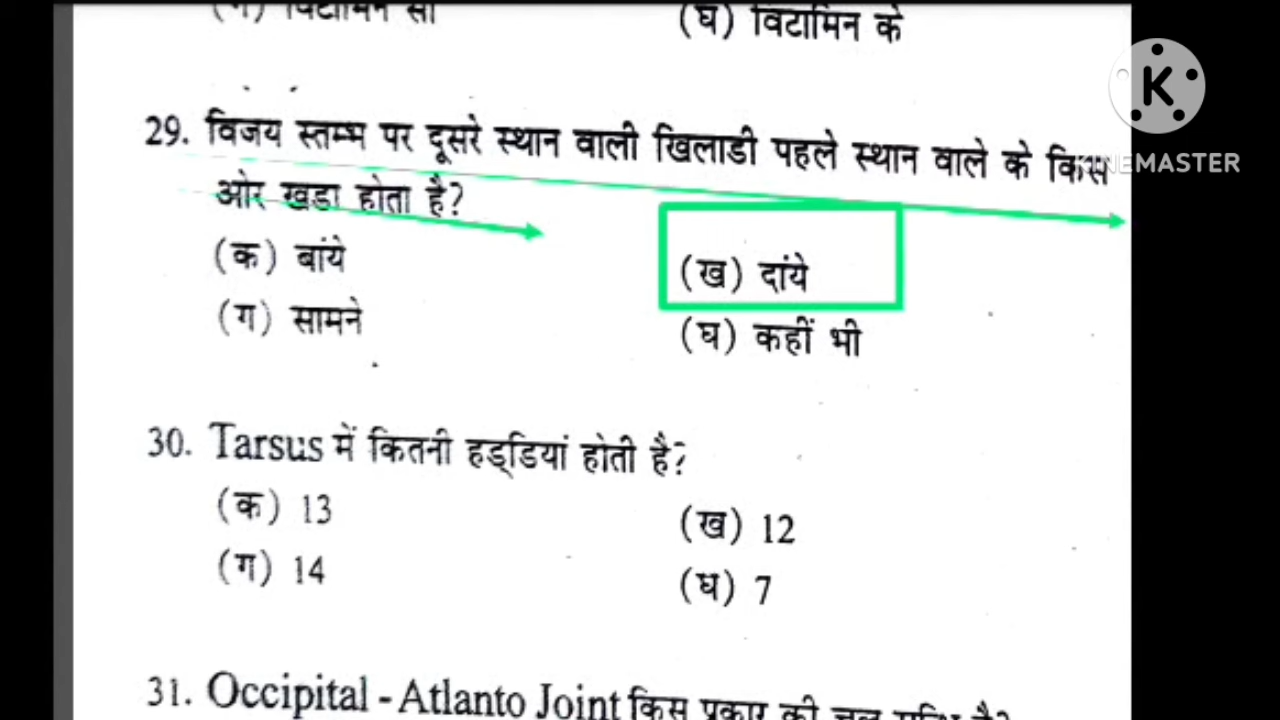 (घ) विटामिन के
29. विजय स्तम्भ पर दूसरे स्थान वाली खिलाडी पहले स्थान वाले के किस
ओर खडा होता है?
(क) बांये
(ख) दांये
(ग) सामने
(घ) कहीं भी
30. Tarsus में कितनी हड्डियां होती है?
(क) 13
(ख) 12
(ग) 14
(घ) 7
31. Occipital - Atlanto Joint किस प्रकार की
K
KINEMASTER